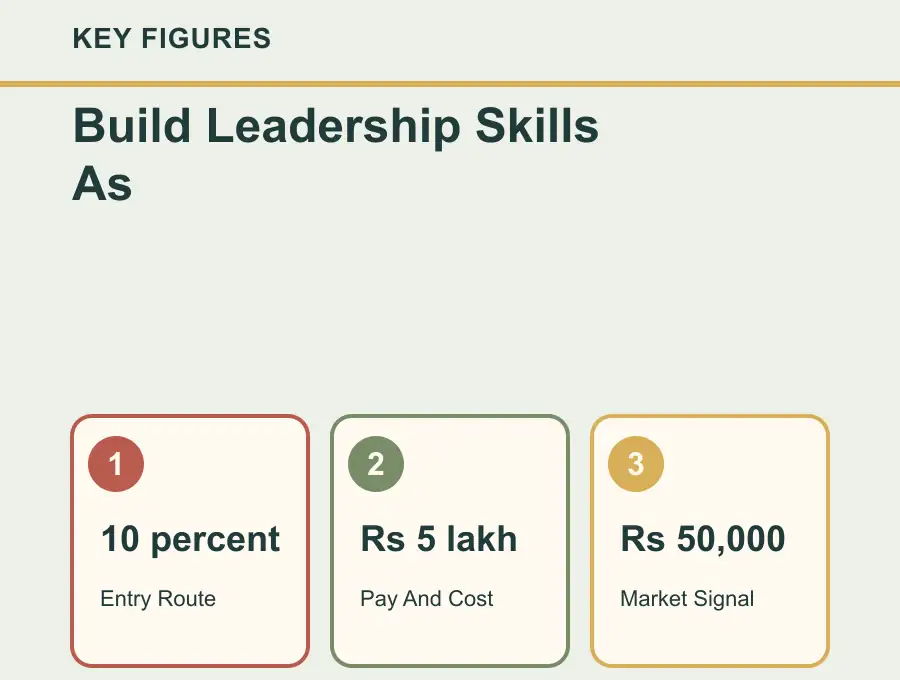 KEY FIGURES
Build Leadership Skills
As
1
10 percent
Entry Route
2
Rs 5 lakh
Pay And Cost
3
Rs 50,000
Market Signal